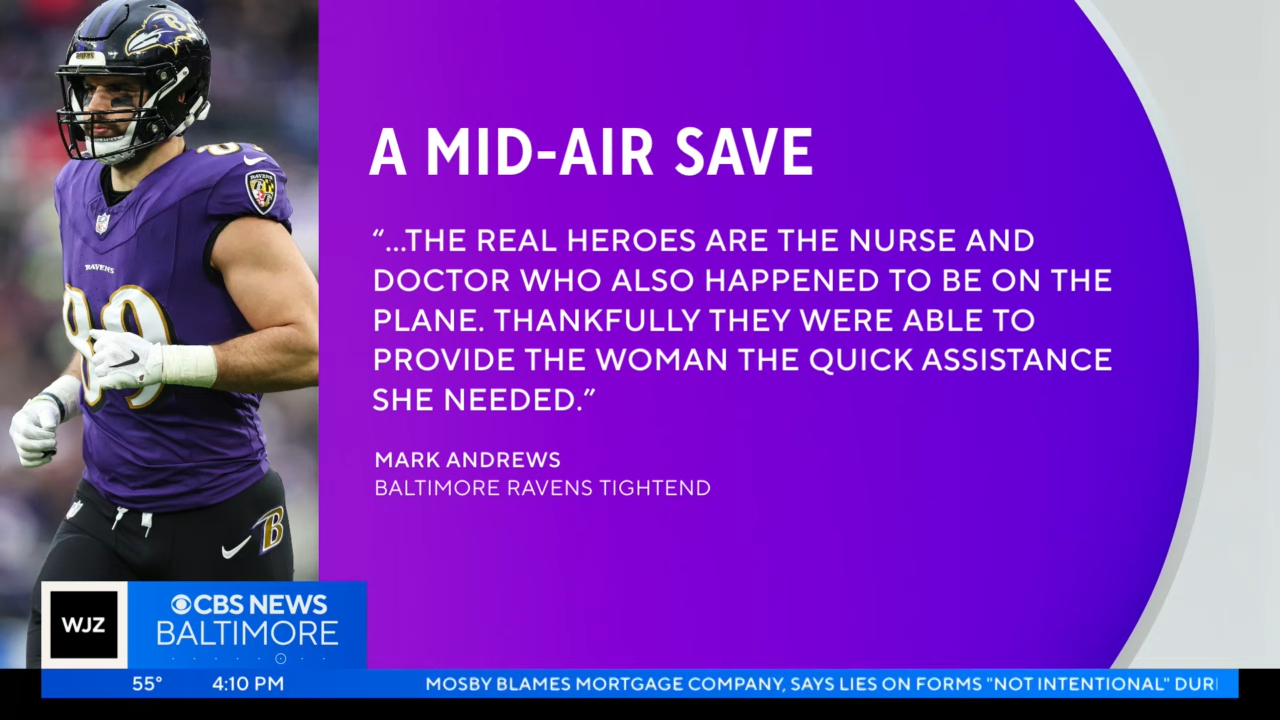 A MID-AIR SAVE
“...THE REAL HEROES ARE THE NURSE AND
DOCTOR WHO ALSO HAPPENED TO BE ON THE
PLANE. THANKFULLY THEY WERE ABLE TO
PROVIDE THE WOMAN THE QUICK ASSISTANCE
SHE NEEDED.”
MARK ANDREWS
BALTIMORE RAVENS TIGHTEND
RAVENS
89
B
WJZ
CBS NEWS
BALTIMORE
55° 4:10 PM MOSBY BLAMES MORTGAGE COMPANY, SAYS LIES ON FORMS "NOT INTENTIONAL" DURI